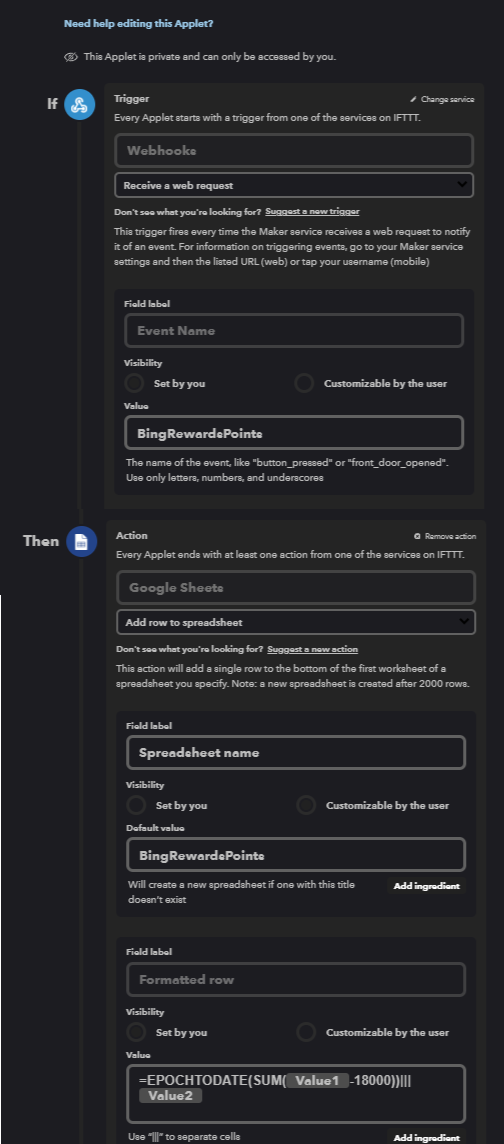 Need help editing this Applet?
This Applet is private and can only be accessed by you.
If
Trigger
Change service
Every Applet starts with a trigger from one of the services on IFTTT.
Webhooks
Receive a web request
Don't see what you're looking for? Suggest a new trigger
This trigger fires every time the Maker service receives a web request to notify
it of an event. For information on triggering events, go to your Maker service
settings and then the listed URL (web) or tap your username (mobile)
Field label
Event Name
Visibility
Set by you
Customizable by the user
Value
BingRewardsPoints
The name of the event, like "button_pressed" or "front_door_opened".
Use only letters, numbers, and underscores
Then
Action
Remove action
Every Applet ends with at least one action from one of the services on IFTTT.
Google Sheets
Add row to spreadsheet
Don't see what you're looking for? Suggest a new action
This action will add a single row to the bottom of the first worksheet of a
spreadsheet you specify. Note: a new spreadsheet is created after 2000 rows.
Field label
Spreadsheet name
Visibility
Set by you
Customizable by the user
Default value
BingRewardsPoints
Will create a new spreadsheet if one with this title
doesn't exist
Add ingredient
Field label
Formatted row
Visibility
Set by you
Customizable by the user
Value
=EPOCHTODATE(SUM( Value1 -18000))|||
Value2
Use "|||" to separate cells
Add ingredient